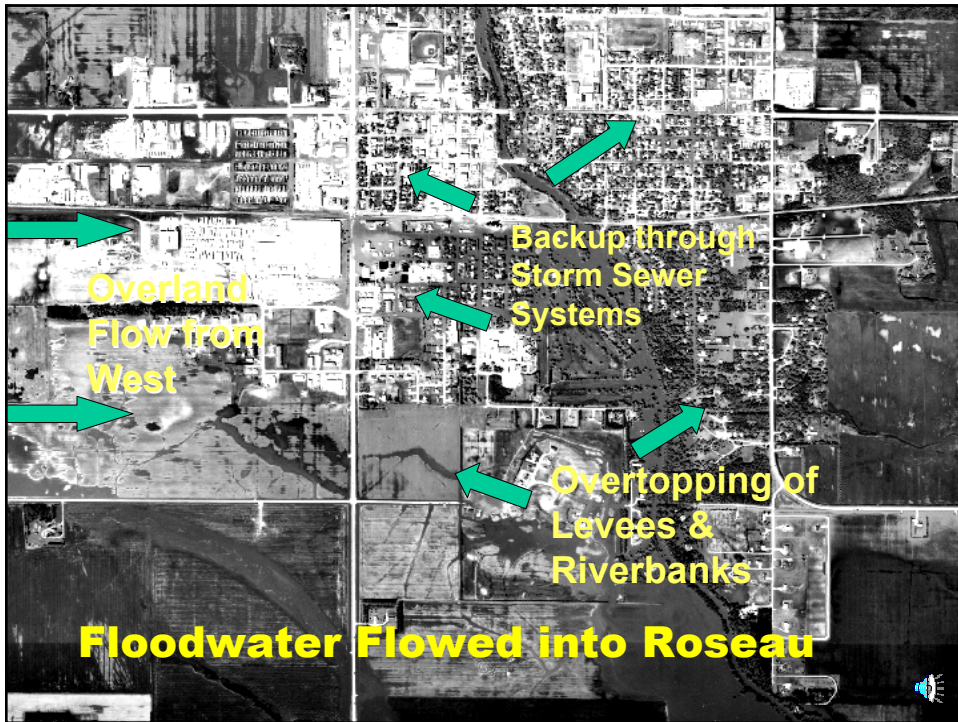 Backup through
Storm Sewer
Systems
Overland
Flow from
West
Overtopping of
Levees &
Riverbanks
Floodwater Flowed into Roseau